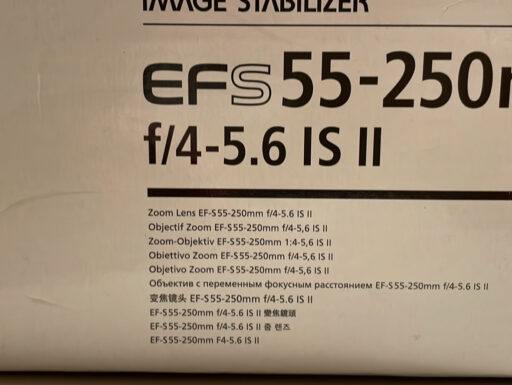 IMAGE STABILIZER
EFS 55-250m
f/4-5.6 IS II
Zoom Lens EF-S55-250mm f/4-5.6 IS II
Objectif Zoom EF-S55-250mm f/4-5,6 IS II
Zoom-Objektiv EF-S55-250mm 1:4-5,6 IS II
Obiettivo Zoom EF-S55-250mm f/4-5,6 IS II
Objetivo Zoom EF-S55-250mm f/4-5,6 IS II
Объектив с переменным фокусным расстоянием EF-S55-250mm f/4-5.6 IS II
变焦镜头 EF-S55-250mm f/4-5.6 IS II
EF-S55-250mm f/4-5.6 IS II 變焦鏡頭
EF-S55-250mm f/4-5.6 IS II 줌 렌즈
EF-S55-250mm F4-5.6 IS II